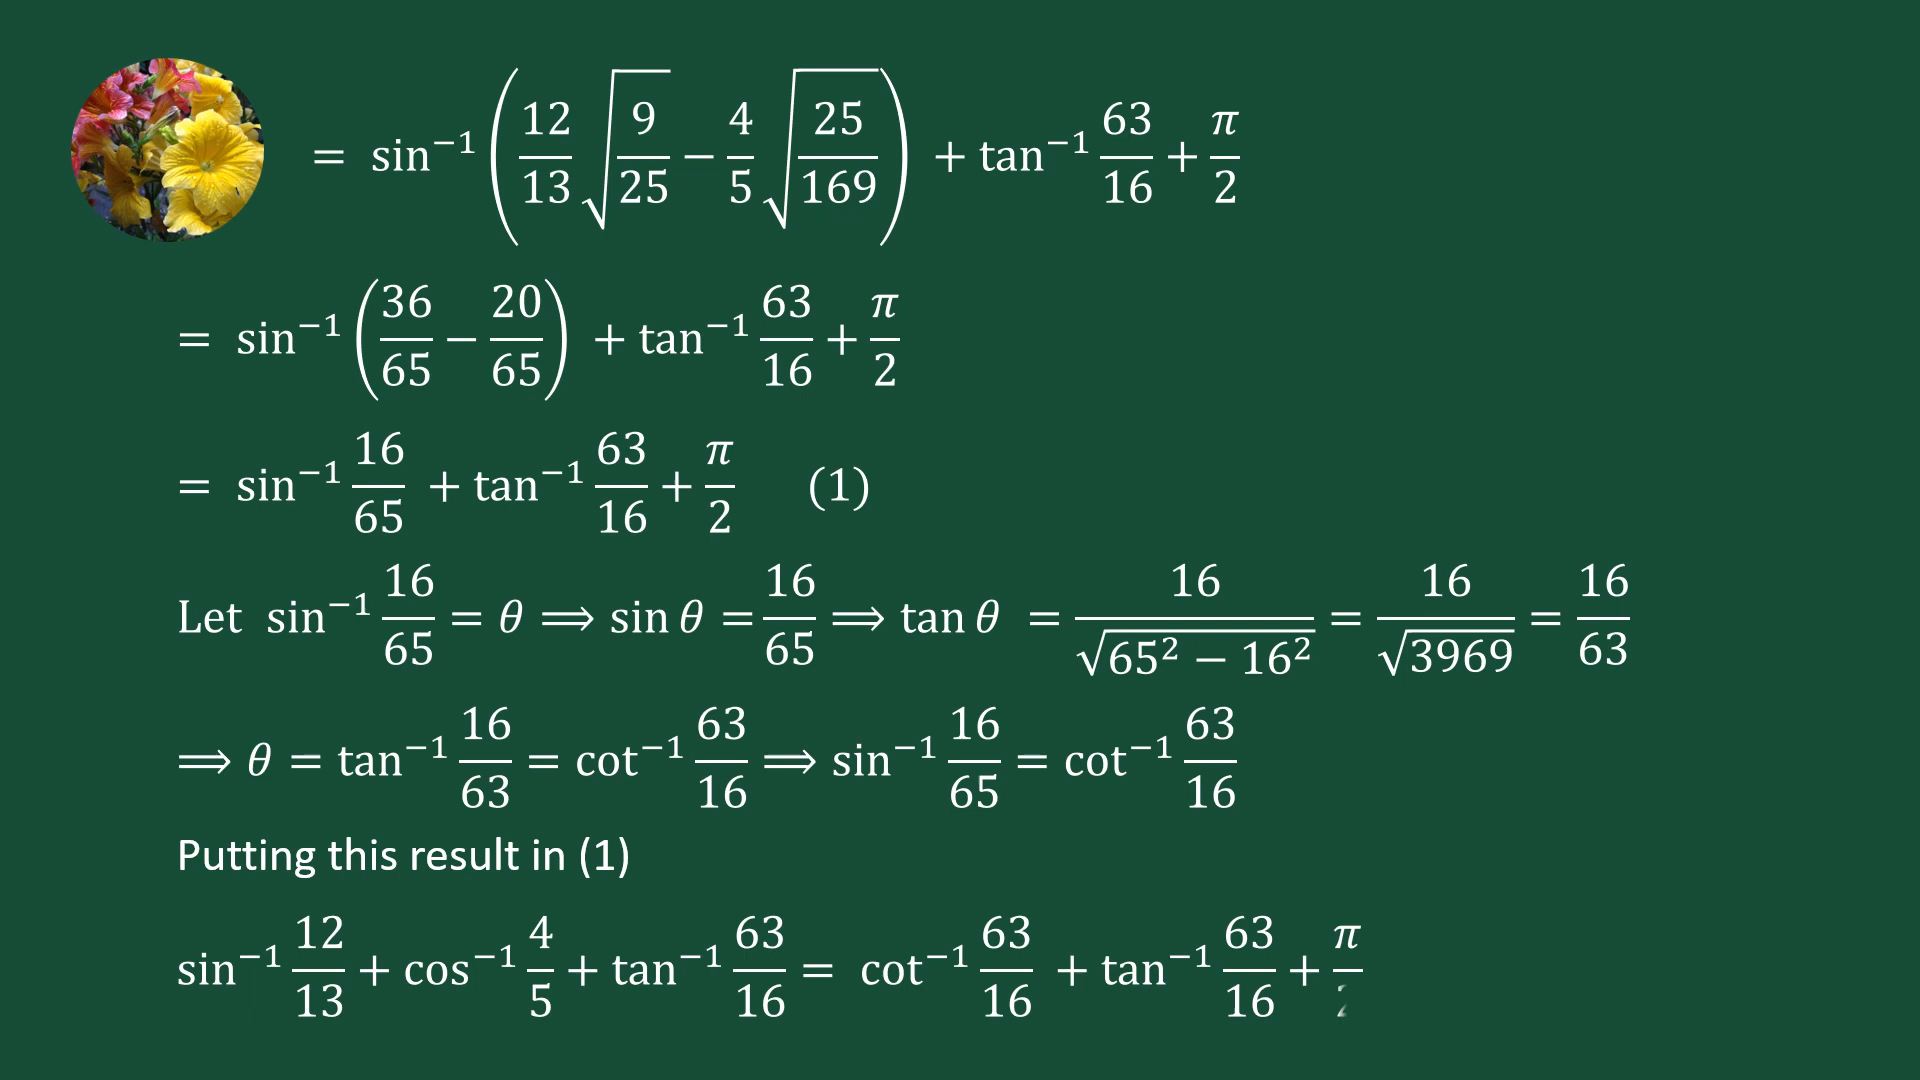 = sin⁻¹ (12/13 √(9/25) − 4/5 √(25/169)) + tan⁻¹ 63/16 + π/2
= sin⁻¹ (36/65 − 20/65) + tan⁻¹ 63/16 + π/2
= sin⁻¹ 16/65 + tan⁻¹ 63/16 + π/2 (1)
Let sin⁻¹ 16/65 = θ ⟹ sin θ = 16/65 ⟹ tan θ = 16/√(65² − 16²) = 16/√3969 = 16/63
⟹ θ = tan⁻¹ 16/63 = cot⁻¹ 63/16 ⟹ sin⁻¹ 16/65 = cot⁻¹ 63/16
Putting this result in (1)
sin⁻¹ 12/13 + cos⁻¹ 4/5 + tan⁻¹ 63/16 = cot⁻¹ 63/16 + tan⁻¹ 63/16 + π/